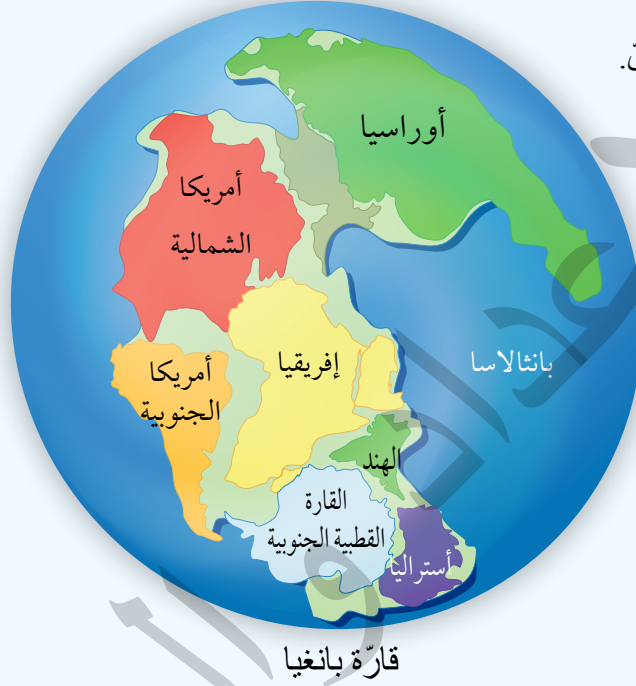 أوراسيا
أمريكا
الشمالية
إفريقيا
أمريكا
الجنوبية
بانثالاسا
الهند
القارة
القطبية الجنوبية
أستراليا
قارّة بانغيا